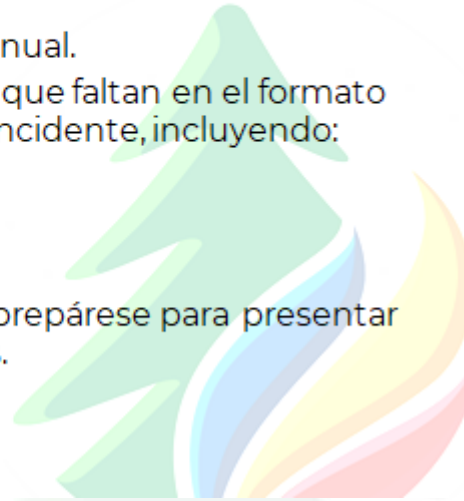 nual.
que faltan en el formato
ncidente, incluyendo:
prepárese para presentar
.